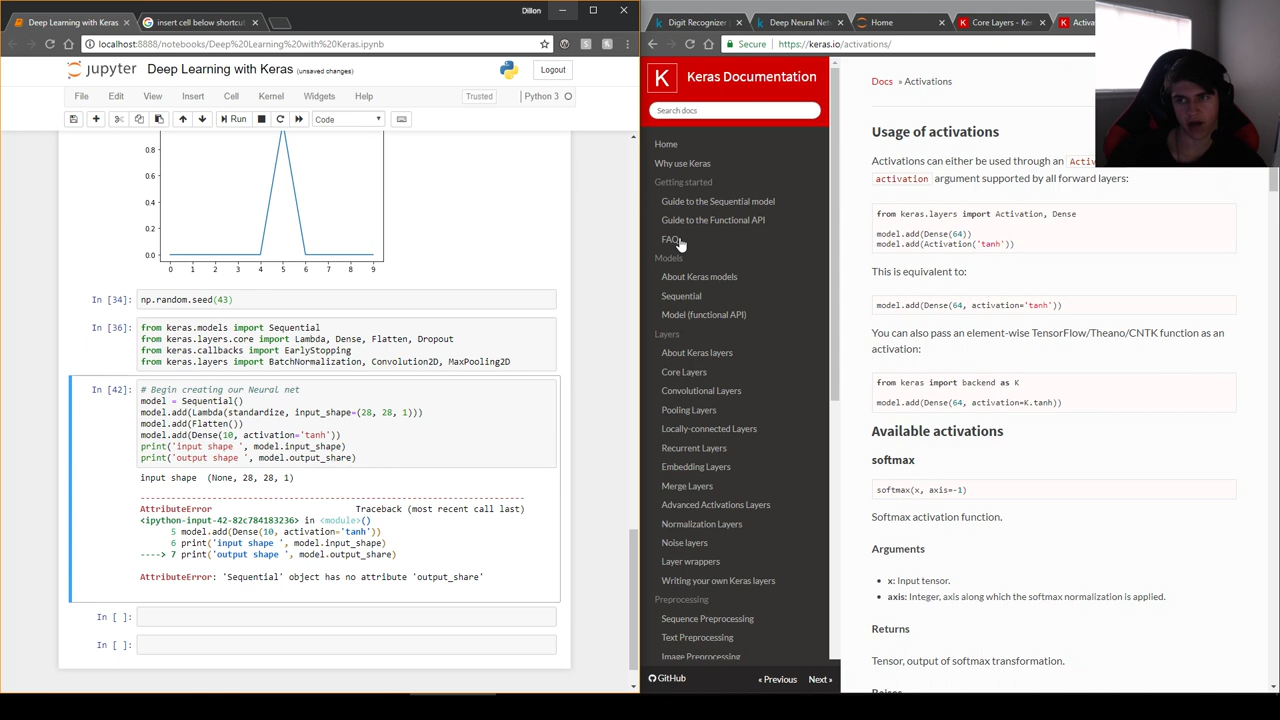 Deep Learning with Keras
insert cell below shortcut
Dillon
localhost:8888/notebooks/Deep%20Learning%20with%20Keras.ipynb
jupyter Deep Learning with Keras (unsaved changes)
Logout
File Edit View Insert Cell Kernel Widgets Help
Trusted
Python 3
Run
Code
0.8
0.6
0.4
0.2
0.0
0 1 2 3 4 5 6 7 8 9
In [34]: np.random.seed(43)
In [36]: from keras.models import Sequential
from keras.layers.core import Lambda, Dense, Flatten, Dropout
from keras.callbacks import EarlyStopping
from keras.layers import BatchNormalization, Convolution2D, MaxPooling2D
In [42]: # Begin creating our Neural net
model = Sequential()
model.add(Lambda(standardize, input_shape=(28, 28, 1)))
model.add(Flatten())
model.add(Dense(10, activation='tanh'))
print('input shape ', model.input_shape)
print('output shape ', model.output_share)
input shape  (None, 28, 28, 1)
---------------------------------------------------------------------------
AttributeError Traceback (most recent call last)
<ipython-input-42-82c784183236> in <module>()
5 model.add(Dense(10, activation='tanh'))
6 print('input shape ', model.input_shape)
----> 7 print('output shape ', model.output_share)
AttributeError: 'Sequential' object has no attribute 'output_share'
In [ ]:
In [ ]:
Digit Recognizer
Deep Neural Net
Home
Core Layers - Ker
Activa
Secure
https://keras.io/activations/
K Keras Documentation
Search docs
Home
Why use Keras
Getting started
Guide to the Sequential model
Guide to the Functional API
FAQ
Models
About Keras models
Sequential
Model (functional API)
Layers
About Keras layers
Core Layers
Convolutional Layers
Pooling Layers
Locally-connected Layers
Recurrent Layers
Embedding Layers
Merge Layers
Advanced Activations Layers
Normalization Layers
Noise layers
Layer wrappers
Writing your own Keras layers
Preprocessing
Sequence Preprocessing
Text Preprocessing
Image Preprocessing
GitHub
« Previous
Next »
Docs » Activations
Usage of activations
Activations can either be used through an Activ
activation argument supported by all forward layers:
from keras.layers import Activation, Dense
model.add(Dense(64))
model.add(Activation('tanh'))
This is equivalent to:
model.add(Dense(64, activation='tanh'))
You can also pass an element-wise TensorFlow/Theano/CNTK function as an
activation:
from keras import backend as K
model.add(Dense(64, activation=K.tanh))
Available activations
softmax
softmax(x, axis=-1)
Softmax activation function.
Arguments
x: Input tensor.
axis: Integer, axis along which the softmax normalization is applied.
Returns
Tensor, output of softmax transformation.